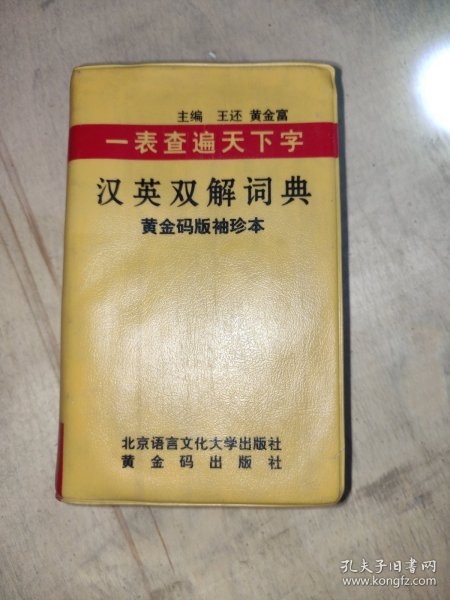 主编 王还 黄金富
一表查遍天下字
汉英双解词典
黄金码版袖珍本
北京语言文化大学出版社
黄金码出版社
孔夫子旧书网
www.kongfz.com